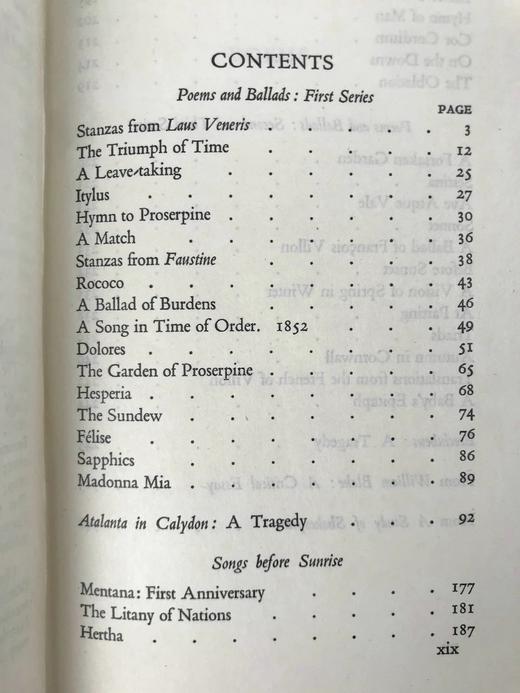 CONTENTS
Poems and Ballads: First Series
PAGE
Stanzas from Laus Veneris . . . . . 3
The Triumph of Time . . . . . 12
A Leave-taking . . . . . . 25
Itylus . . . . . . . . 27
Hymn to Proserpine . . . . . . 30
A Match . . . . . . . 36
Stanzas from Faustine . . . . . 38
Rococo . . . . . . . . 43
A Ballad of Burdens . . . . . 46
A Song in Time of Order. 1852 . . . 49
Dolores . . . . . . . . 51
The Garden of Proserpine . . . . . 65
Hesperia . . . . . . . 68
The Sundew . . . . . . . 74
Félise . . . . . . . . 76
Sapphics . . . . . . . 86
Madonna Mia . . . . . . . 89
Atalanta in Calydon: A Tragedy . . . 92
Songs before Sunrise
Mentana: First Anniversary . . . . 177
The Litany of Nations . . . . . 181
Hertha . . . . . . . . 187
xix